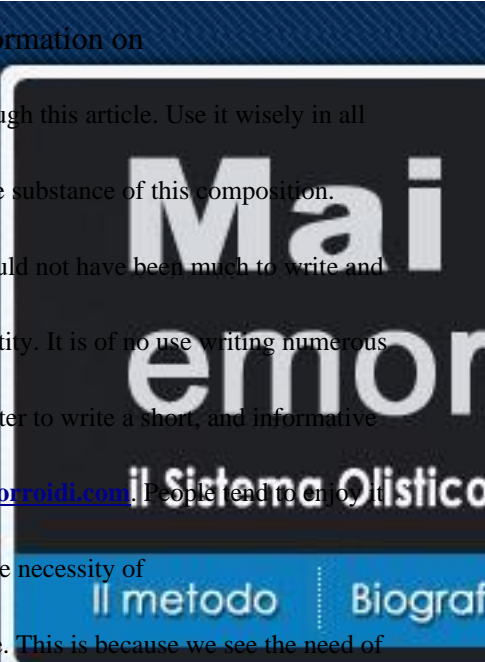 ormation on
ugh this article. Use it wisely in all
Mai
e substance of this composition.
uld not have been much to write and
tity. It is of no use writing numerous
emor
ter to write a short, and informative
orroidi.com. People tend to enjoy it
il Sistema Olistico
e necessity of
Il metodo Biograf
e. This is because we see the need of